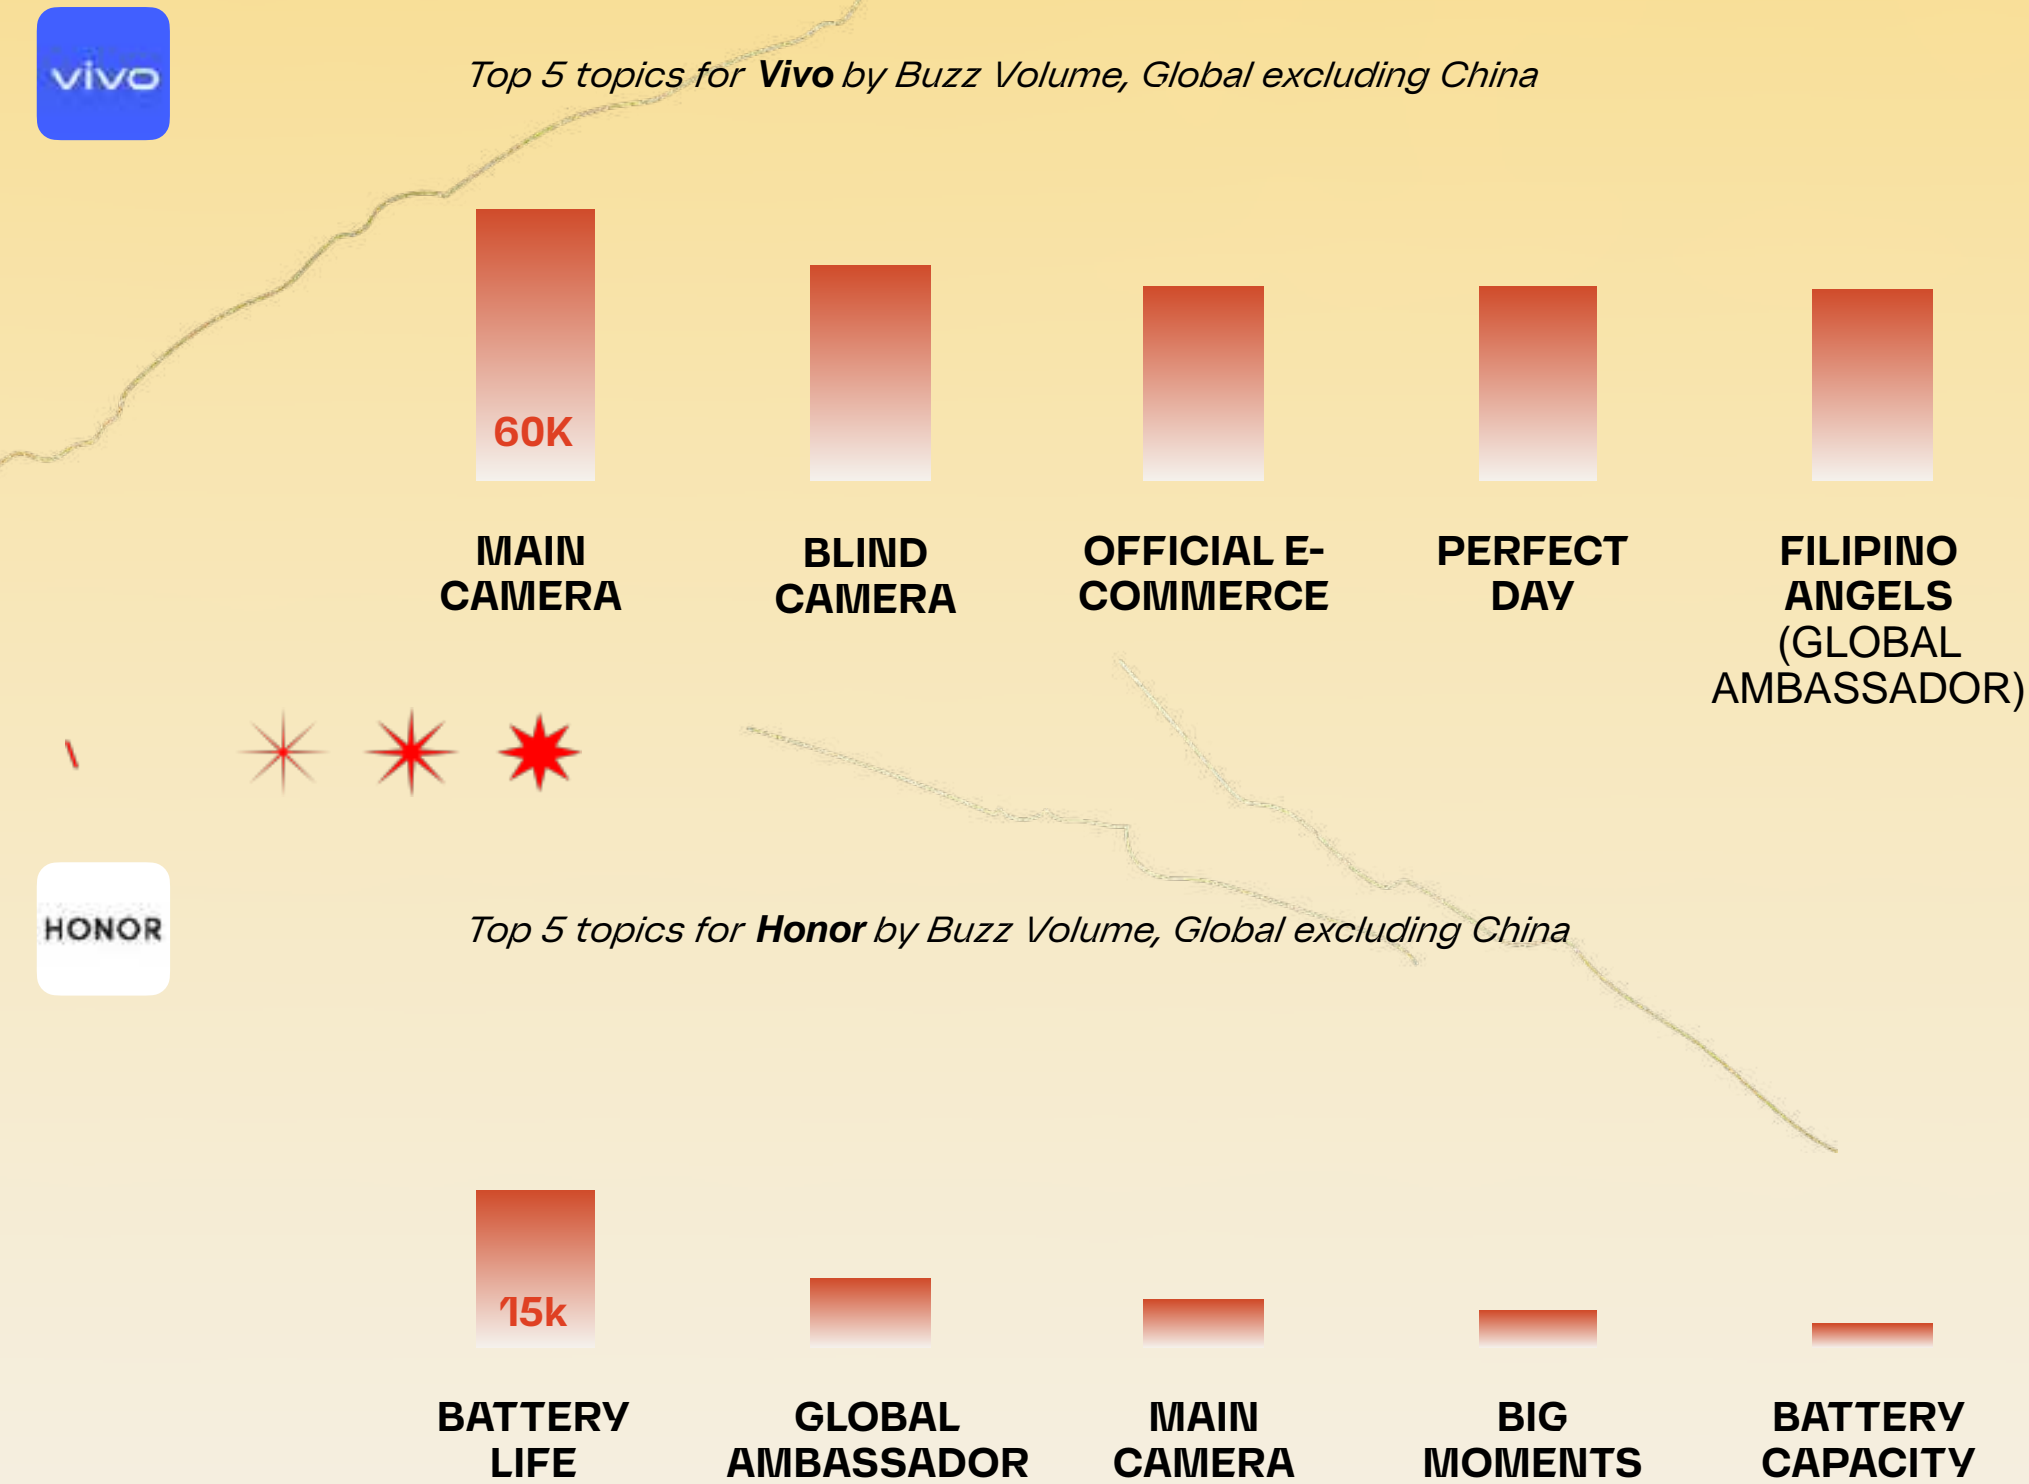 vivo
Top 5 topics for Vivo by Buzz Volume, Global excluding China
60K
MAIN
CAMERA
BLIND
CAMERA
OFFICIAL E-
COMMERCE
PERFECT
DAY
FILIPINO
ANGELS
(GLOBAL
AMBASSADOR)
HONOR
Top 5 topics for Honor by Buzz Volume, Global excluding China
15k
BATTERY
LIFE
GLOBAL
AMBASSADOR
MAIN
CAMERA
BIG
MOMENTS
BATTERY
CAPACITY